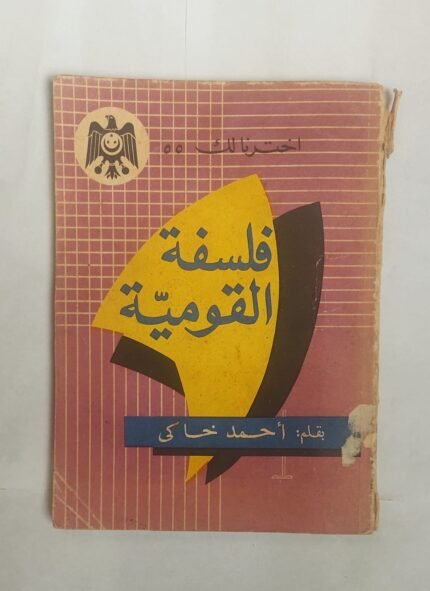 اخترنا لك ٥٥
فلسفة
القوميّة
بقلم: أحمد خاكى